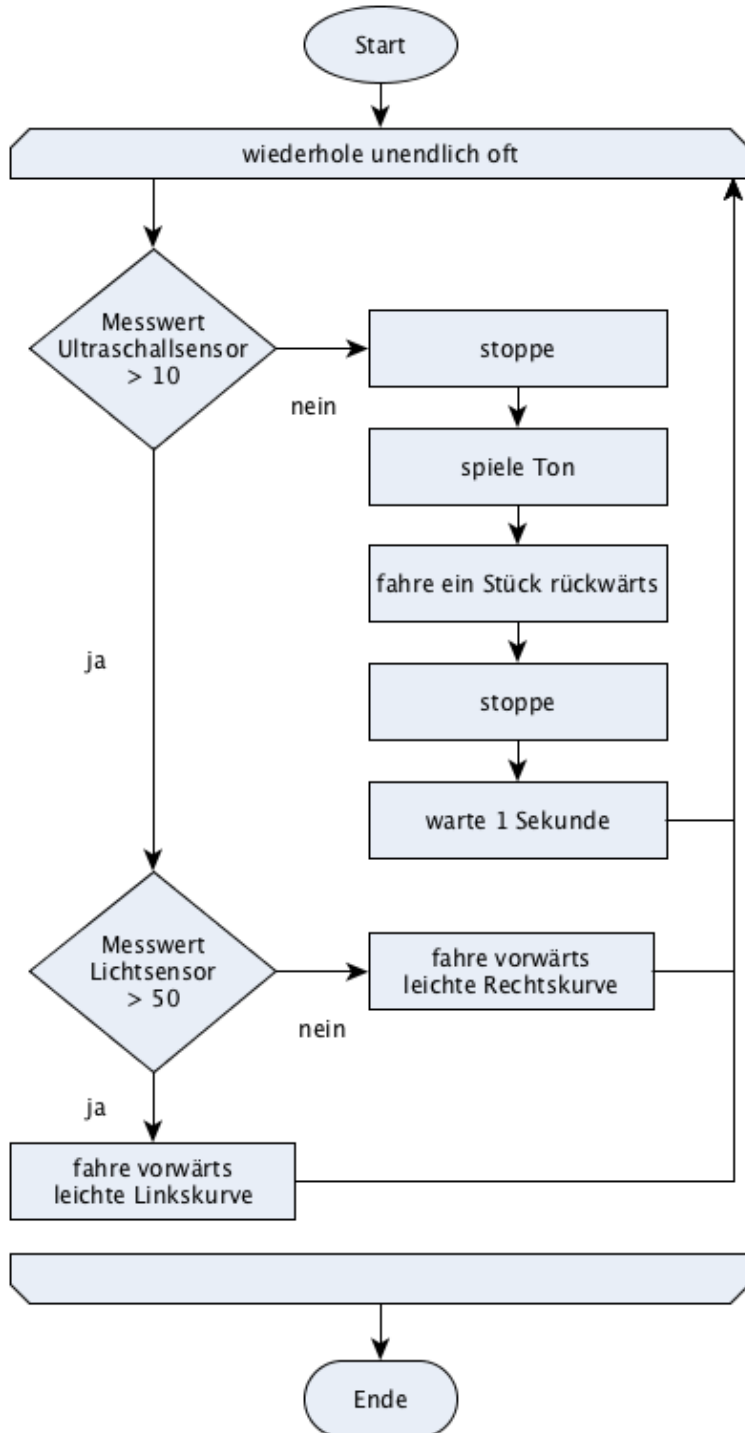 Start
wiederhole unendlich oft
Messwert
Ultraschallsensor
> 10
nein
stoppe
spiele Ton
fahre ein Stück rückwärts
stoppe
warte 1 Sekunde
ja
Messwert
Lichtsensor
> 50
nein
fahre vorwärts
leichte Rechtskurve
ja
fahre vorwärts
leichte Linkskurve
Ende